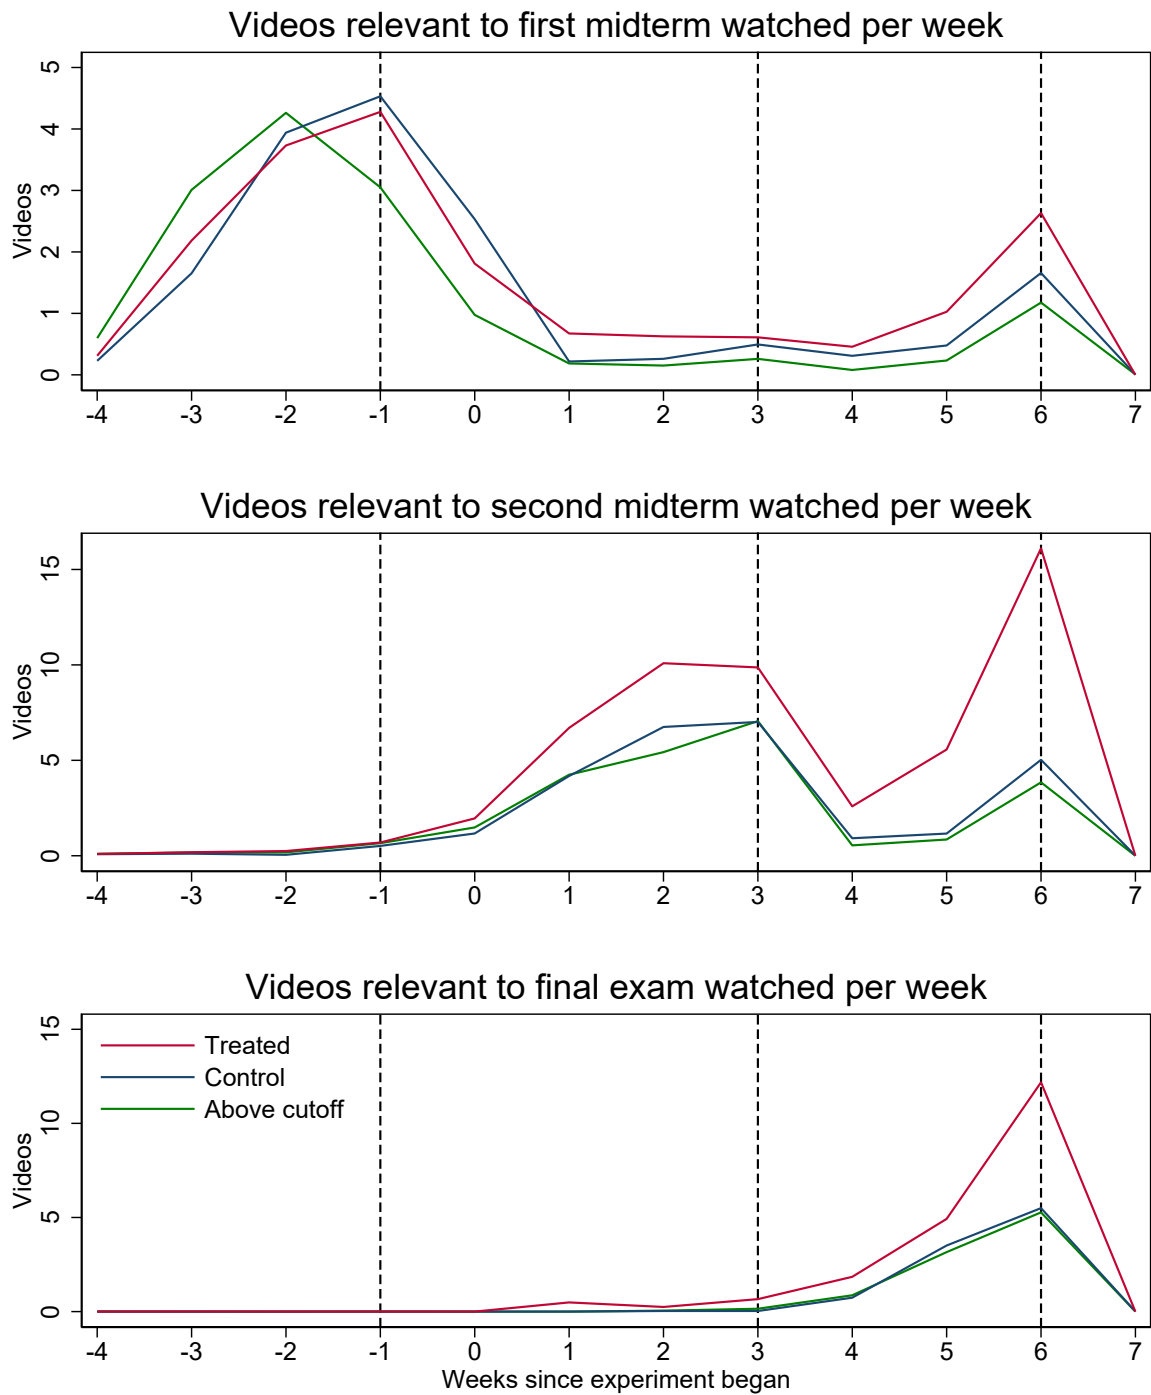 Videos relevant to first midterm watched per week
Videos
5
4
3
2
1
0
-4 -3 -2 -1 0 1 2 3 4 5 6 7
Videos relevant to second midterm watched per week
Videos
15
10
5
0
-4 -3 -2 -1 0 1 2 3 4 5 6 7
Videos relevant to final exam watched per week
Videos
15
10
5
0
Treated
Control
Above cutoff
-4 -3 -2 -1 0 1 2 3 4 5 6 7
Weeks since experiment began